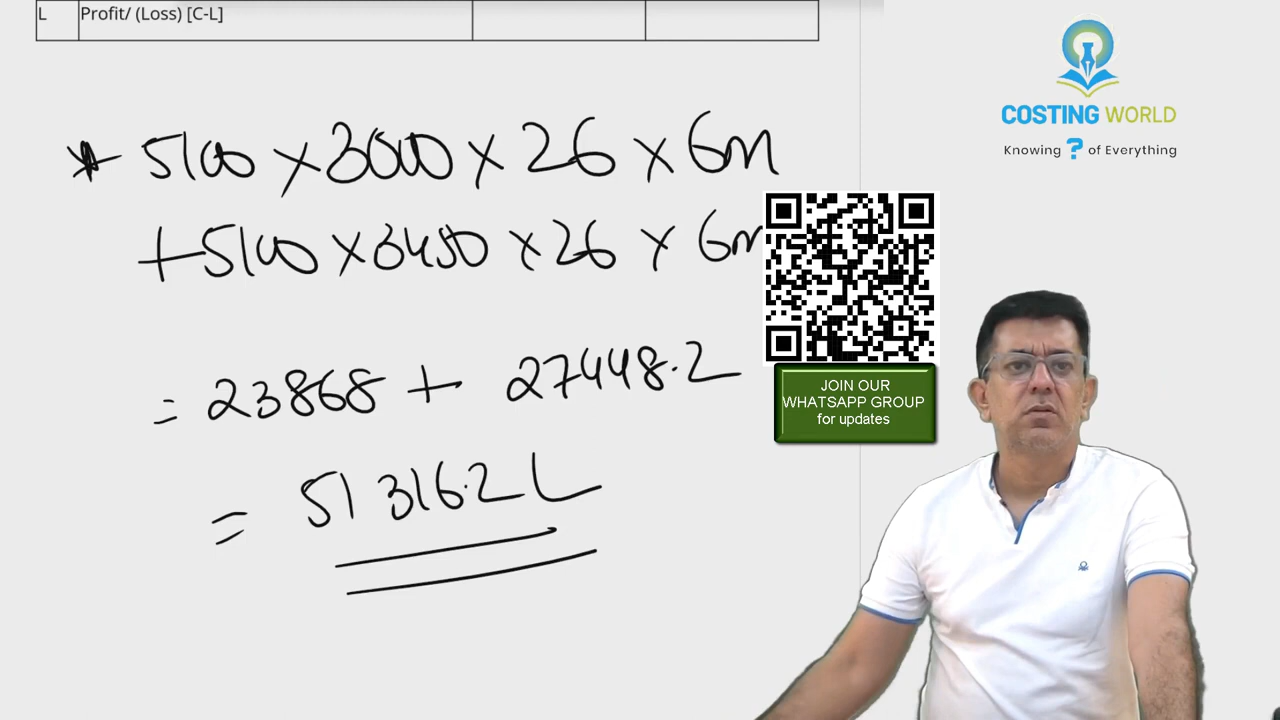 L Profit/ (Loss) [C-L]
COSTING WORLD
Knowing ? of Everything
* 5100 × 3000 × 26 × 6m
+ 5100 × 3450 × 26 × 6m
= 23868 + 27448.2
= 51316.2 L
JOIN OUR
WHATSAPP GROUP
for updates